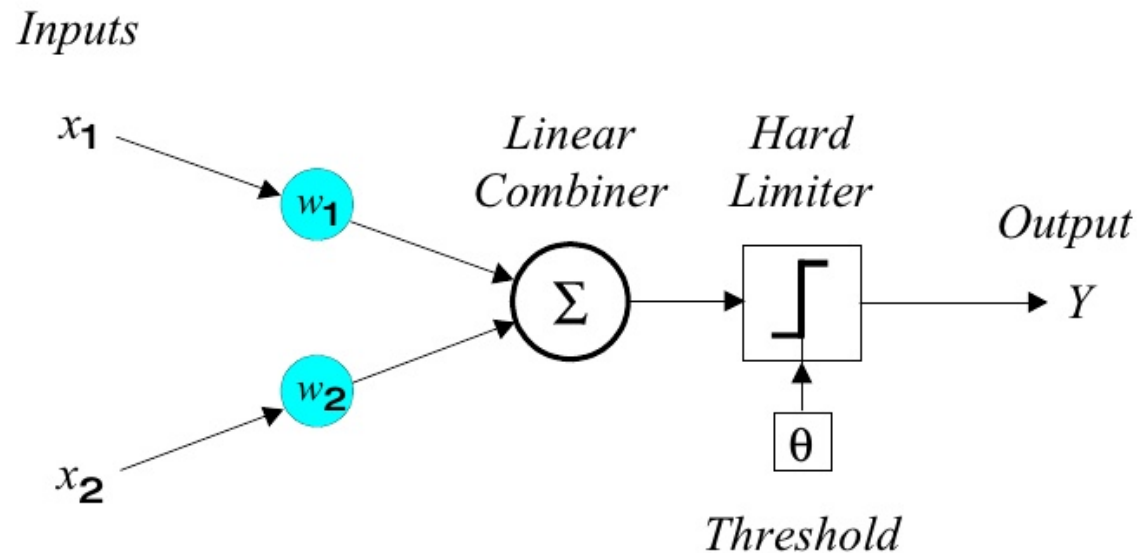 Inputs
x1
w1
Linear
Combiner
Hard
Limiter
Output
Σ
Y
w2
x2
θ
Threshold